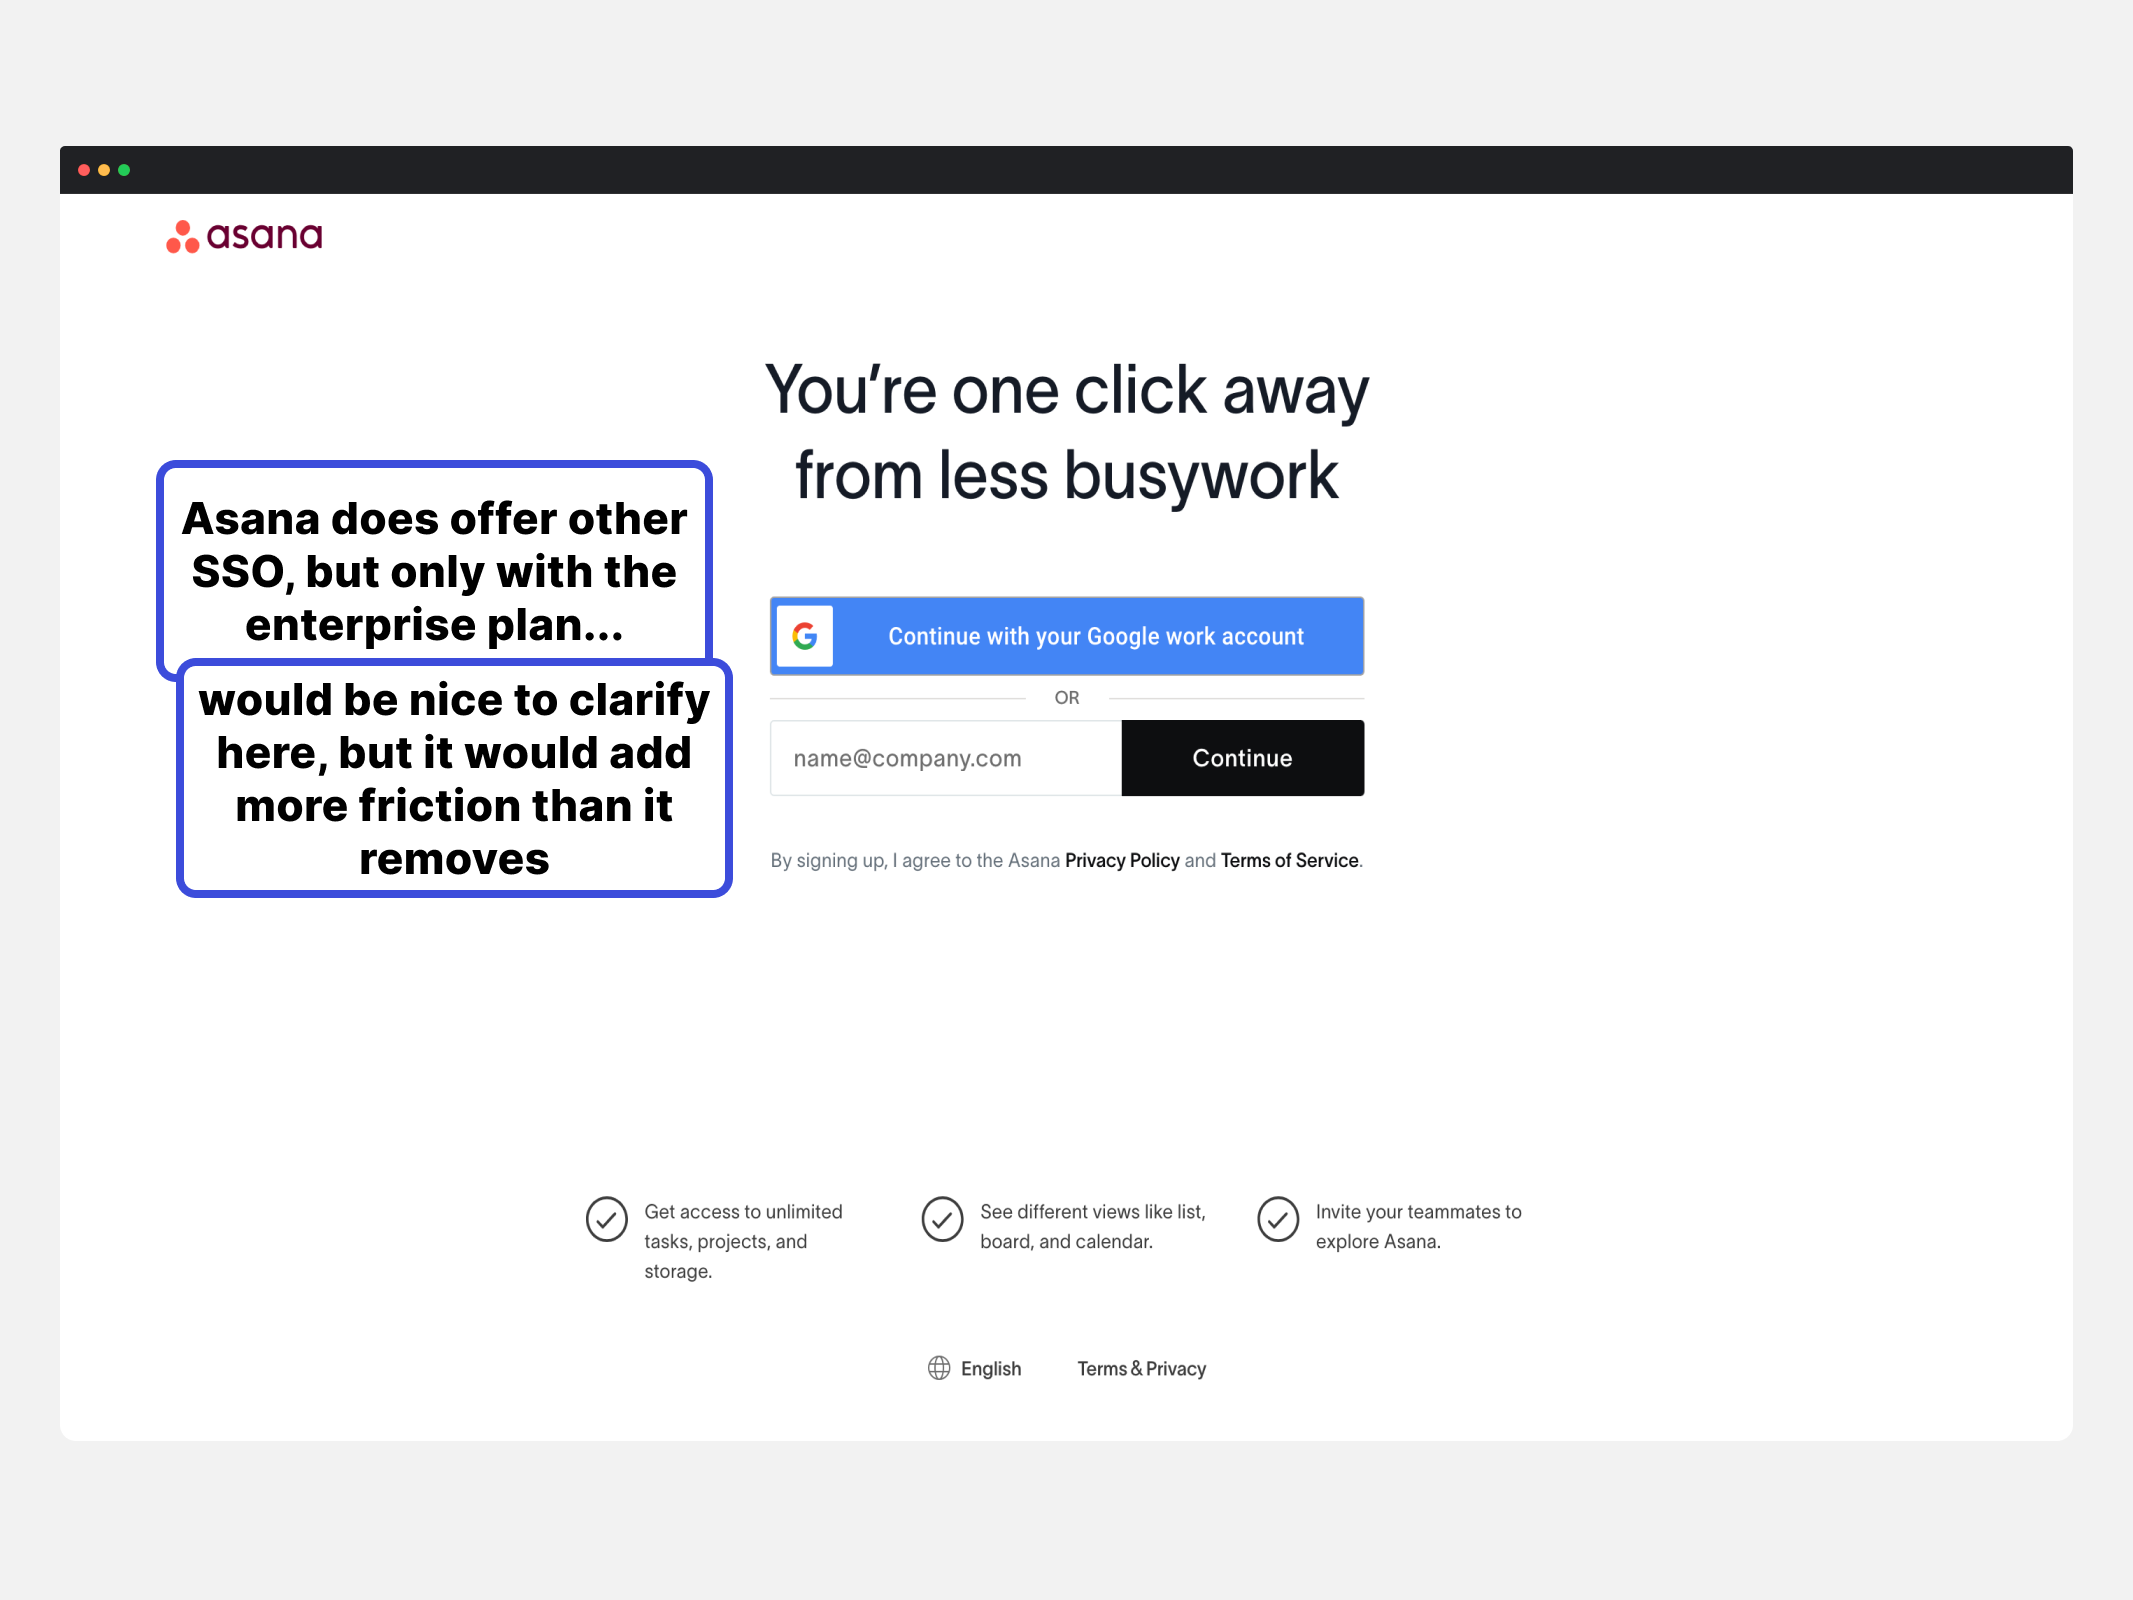 asana
You're one click away
from less busywork
Asana does offer other
SSO, but only with the
enterprise plan...
would be nice to clarify
here, but it would add
more friction than it
removes
G Continue with your Google work account
OR
name@company.com Continue
By signing up, I agree to the Asana Privacy Policy and Terms of Service.
Get access to unlimited
tasks, projects, and
storage.
See different views like list,
board, and calendar.
Invite your teammates to
explore Asana.
English Terms & Privacy